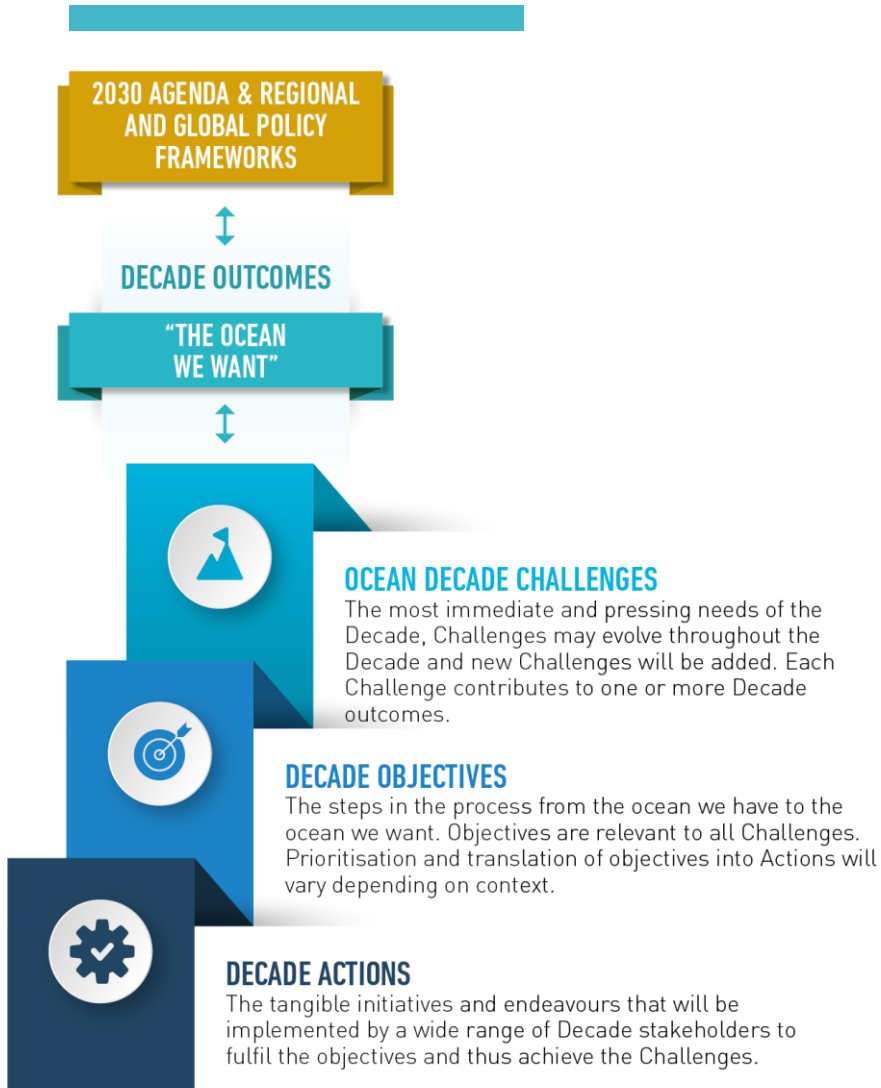 2030 AGENDA & REGIONAL
AND GLOBAL POLICY
FRAMEWORKS
DECADE OUTCOMES
“THE OCEAN
WE WANT”
OCEAN DECADE CHALLENGES
The most immediate and pressing needs of the
Decade, Challenges may evolve throughout the
Decade and new Challenges will be added. Each
Challenge contributes to one or more Decade
outcomes.
DECADE OBJECTIVES
The steps in the process from the ocean we have to the
ocean we want. Objectives are relevant to all Challenges.
Prioritisation and translation of objectives into Actions will
vary depending on context.
DECADE ACTIONS
The tangible initiatives and endeavours that will be
implemented by a wide range of Decade stakeholders to
fulfil the objectives and thus achieve the Challenges.